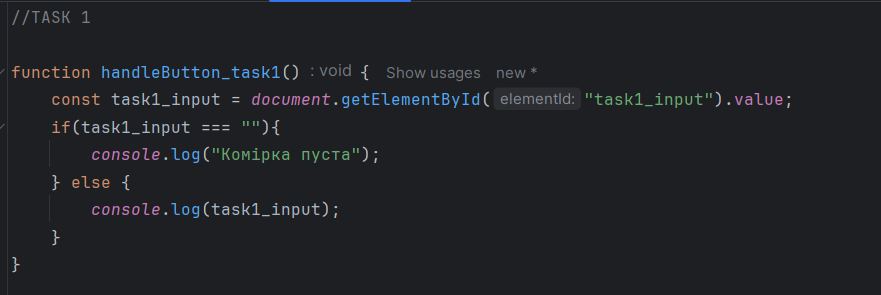 //TASK 1
function handleButton_task1() : void { Show usages new *
const task1_input = document.getElementById( elementId: "task1_input").value;
if(task1_input === ""){
console.log("Комірка пуста");
} else {
console.log(task1_input);
}
}